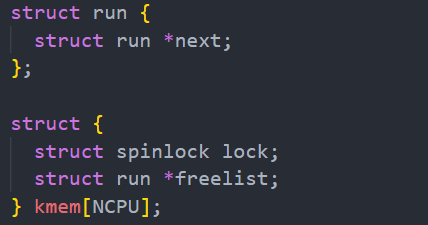 struct run {
  struct run *next;
};

struct {
  struct spinlock lock;
  struct run *freelist;
} kmem[NCPU];